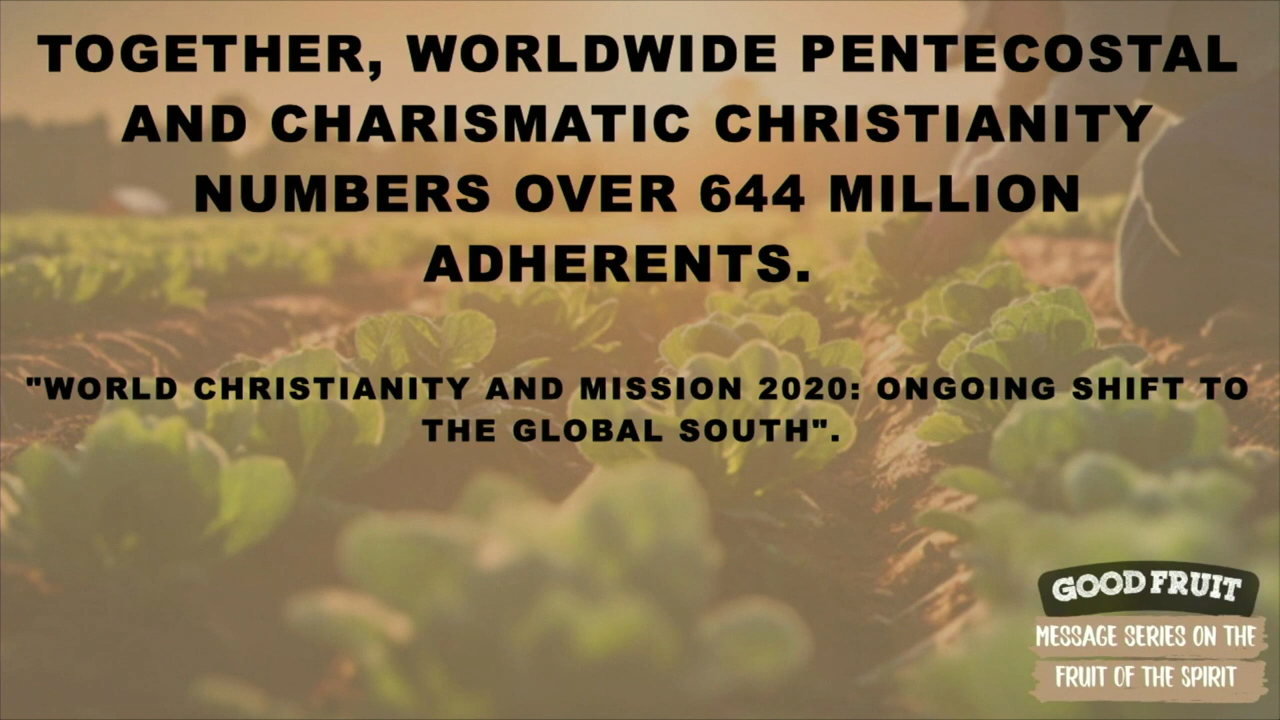 TOGETHER, WORLDWIDE PENTECOSTAL
AND CHARISMATIC CHRISTIANITY
NUMBERS OVER 644 MILLION
ADHERENTS.
"WORLD CHRISTIANITY AND MISSION 2020: ONGOING SHIFT TO
THE GLOBAL SOUTH".
GOOD FRUIT
MESSAGE SERIES ON THE
FRUIT OF THE SPIRIT